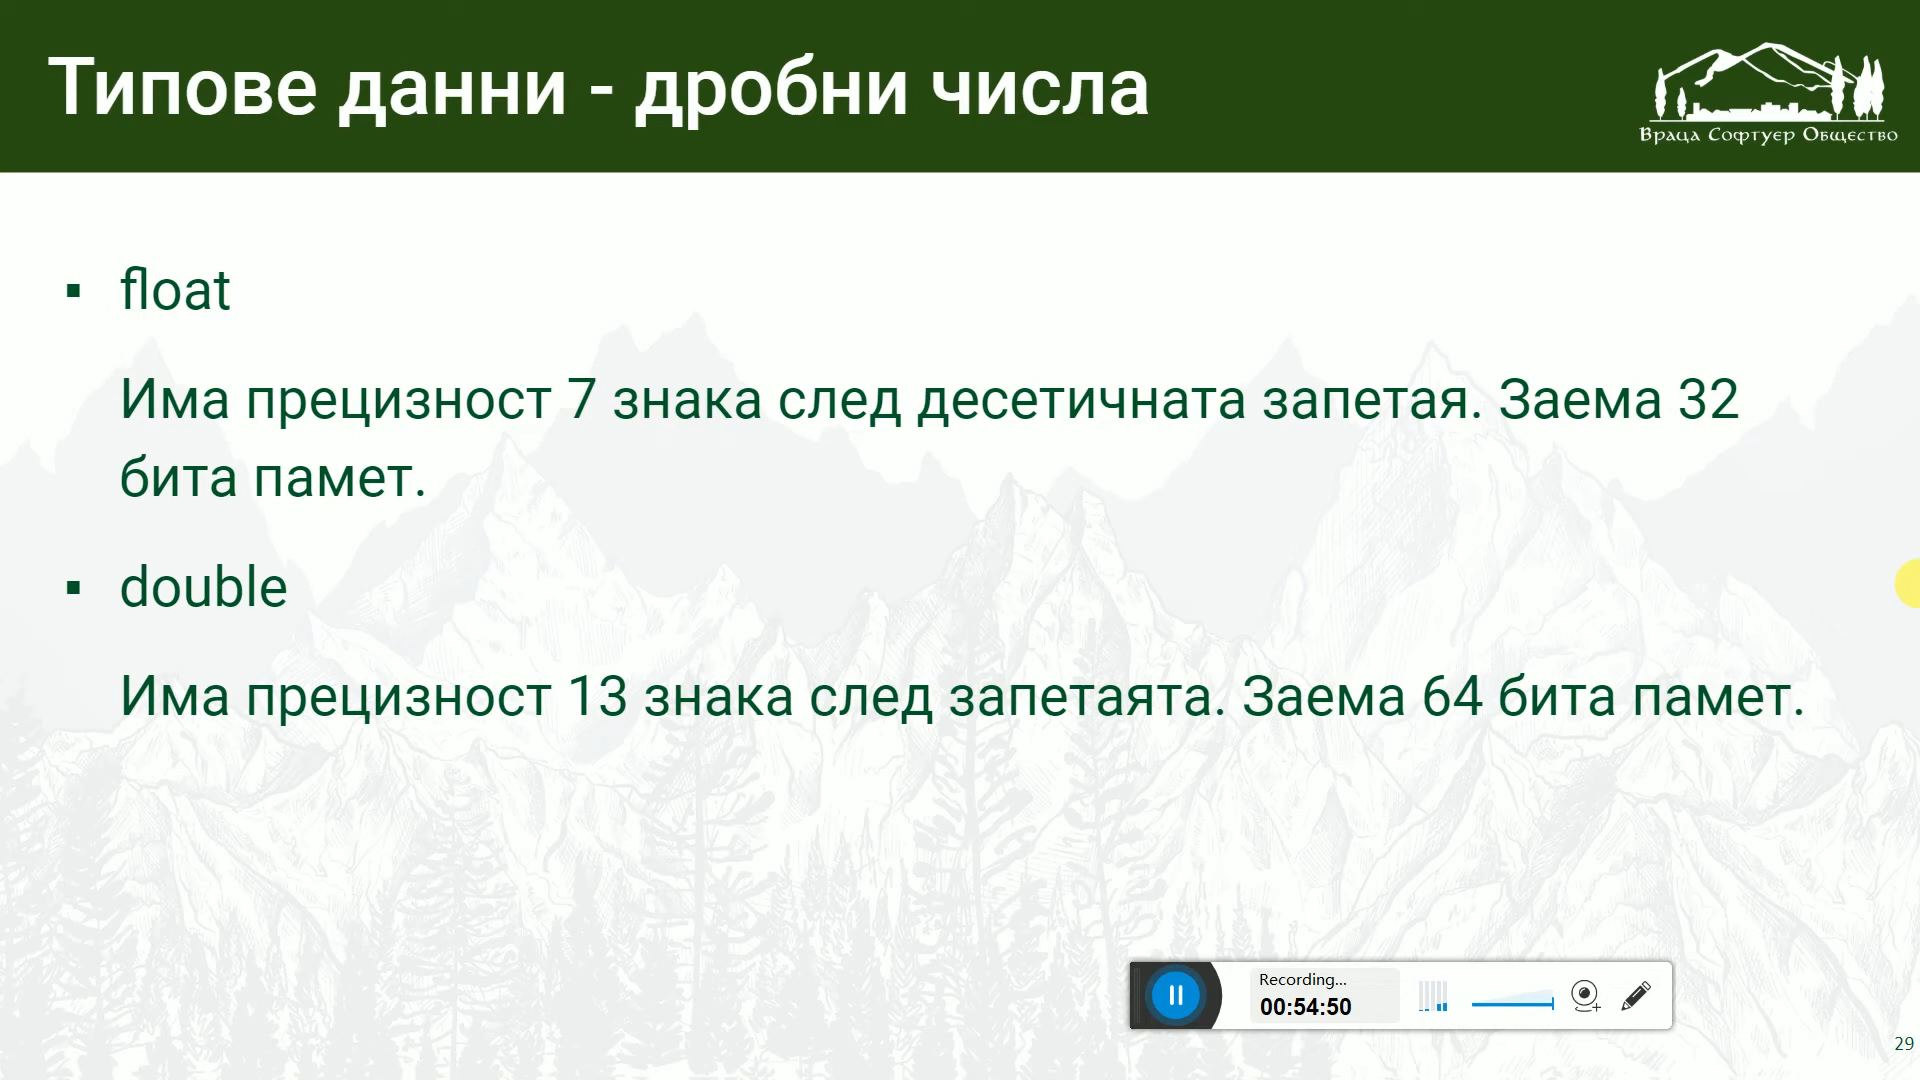 Типове данни - дробни числа
Враца Софтуер Общество
▪ float
Има прецизност 7 знака след десетичната запетая. Заема 32
бита памет.
▪ double
Има прецизност 13 знака след запетаята. Заема 64 бита памет.
Recording...
00:54:50
29